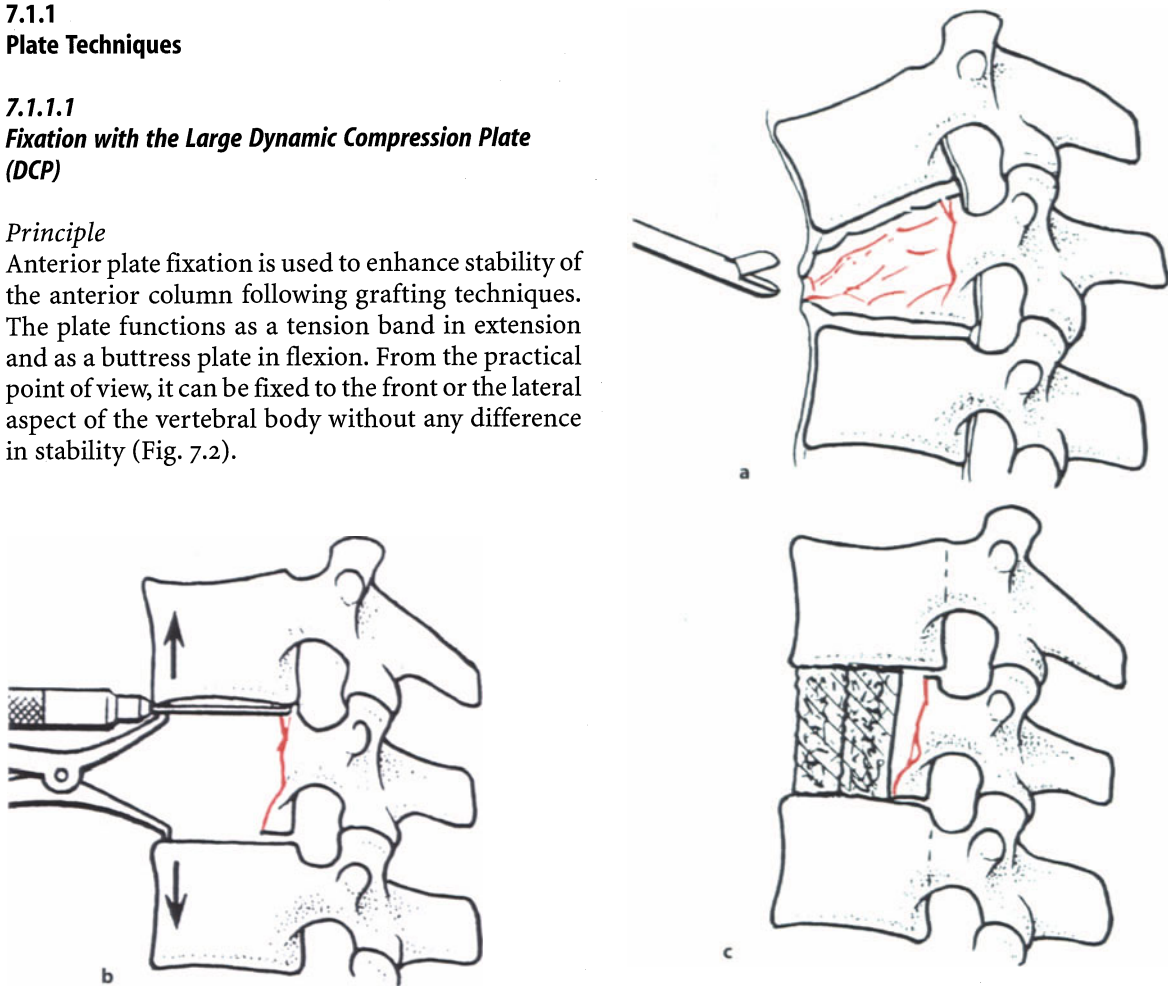 7.1.1
Plate Techniques
7.1.1.1
Fixation with the Large Dynamic Compression Plate
(DCP)
Principle
Anterior plate fixation is used to enhance stability of
the anterior column following grafting techniques.
The plate functions as a tension band in extension
and as a buttress plate in flexion. From the practical
point of view, it can be fixed to the front or the lateral
aspect of the vertebral body without any difference
in stability (Fig. 7.2).
a
b
c